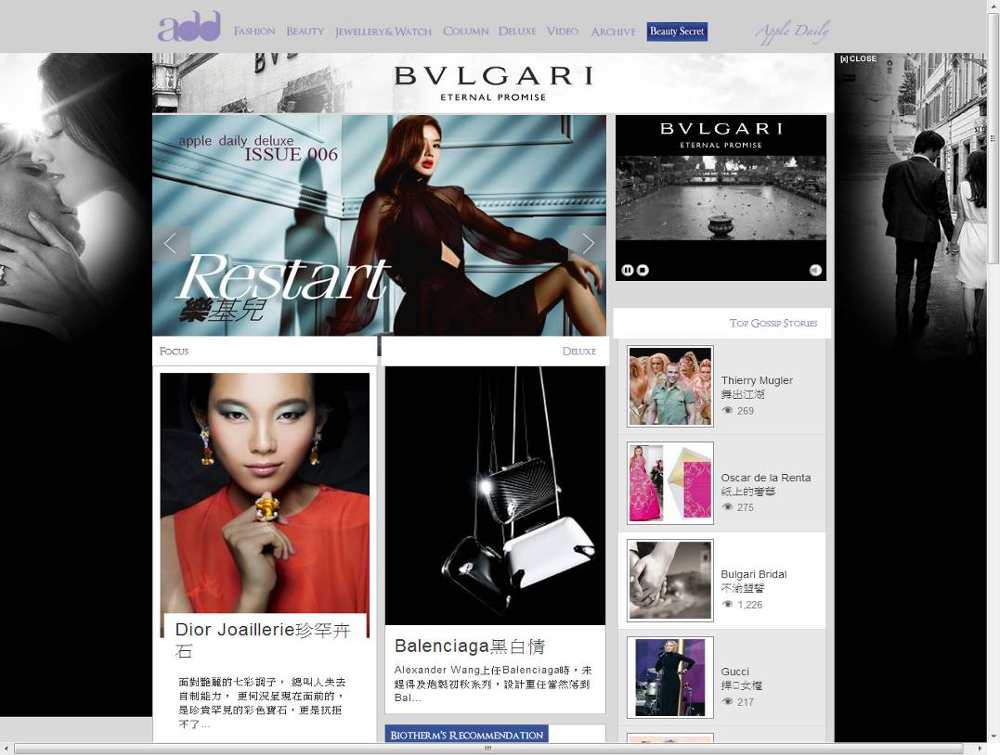 add
FASHION BEAUTY JEWELLERY&WATCH COLUMN DELUXE VIDEO ARCHIVE Beauty Secret Apple Daily
[x] CLOSE
BVLGARI
ETERNAL PROMISE
apple daily deluxe
ISSUE 006
Restart
樂基兒
BVLGARI
ETERNAL PROMISE
FOCUS
DELUXE
Dior Joaillerie珍罕卉
石
面對艷麗的七彩調子， 總叫人失去
自制能力， 更何況呈現在面前的，
是珍貴罕見的彩色寶石，更是抗拒
不了...
Balenciaga黑白情
Alexander Wang上任Balenciaga時，未
趕得及炮製初秋系列，設計重任當然落到
Bal...
BIOTHERM'S RECOMMENDATION
TOP GOSSIP STORIES
Thierry Mugler
舞出江湖
269
Oscar de la Renta
紙上的奢華
275
Bulgari Bridal
不渝盟誓
1,226
Gucci
女權
217